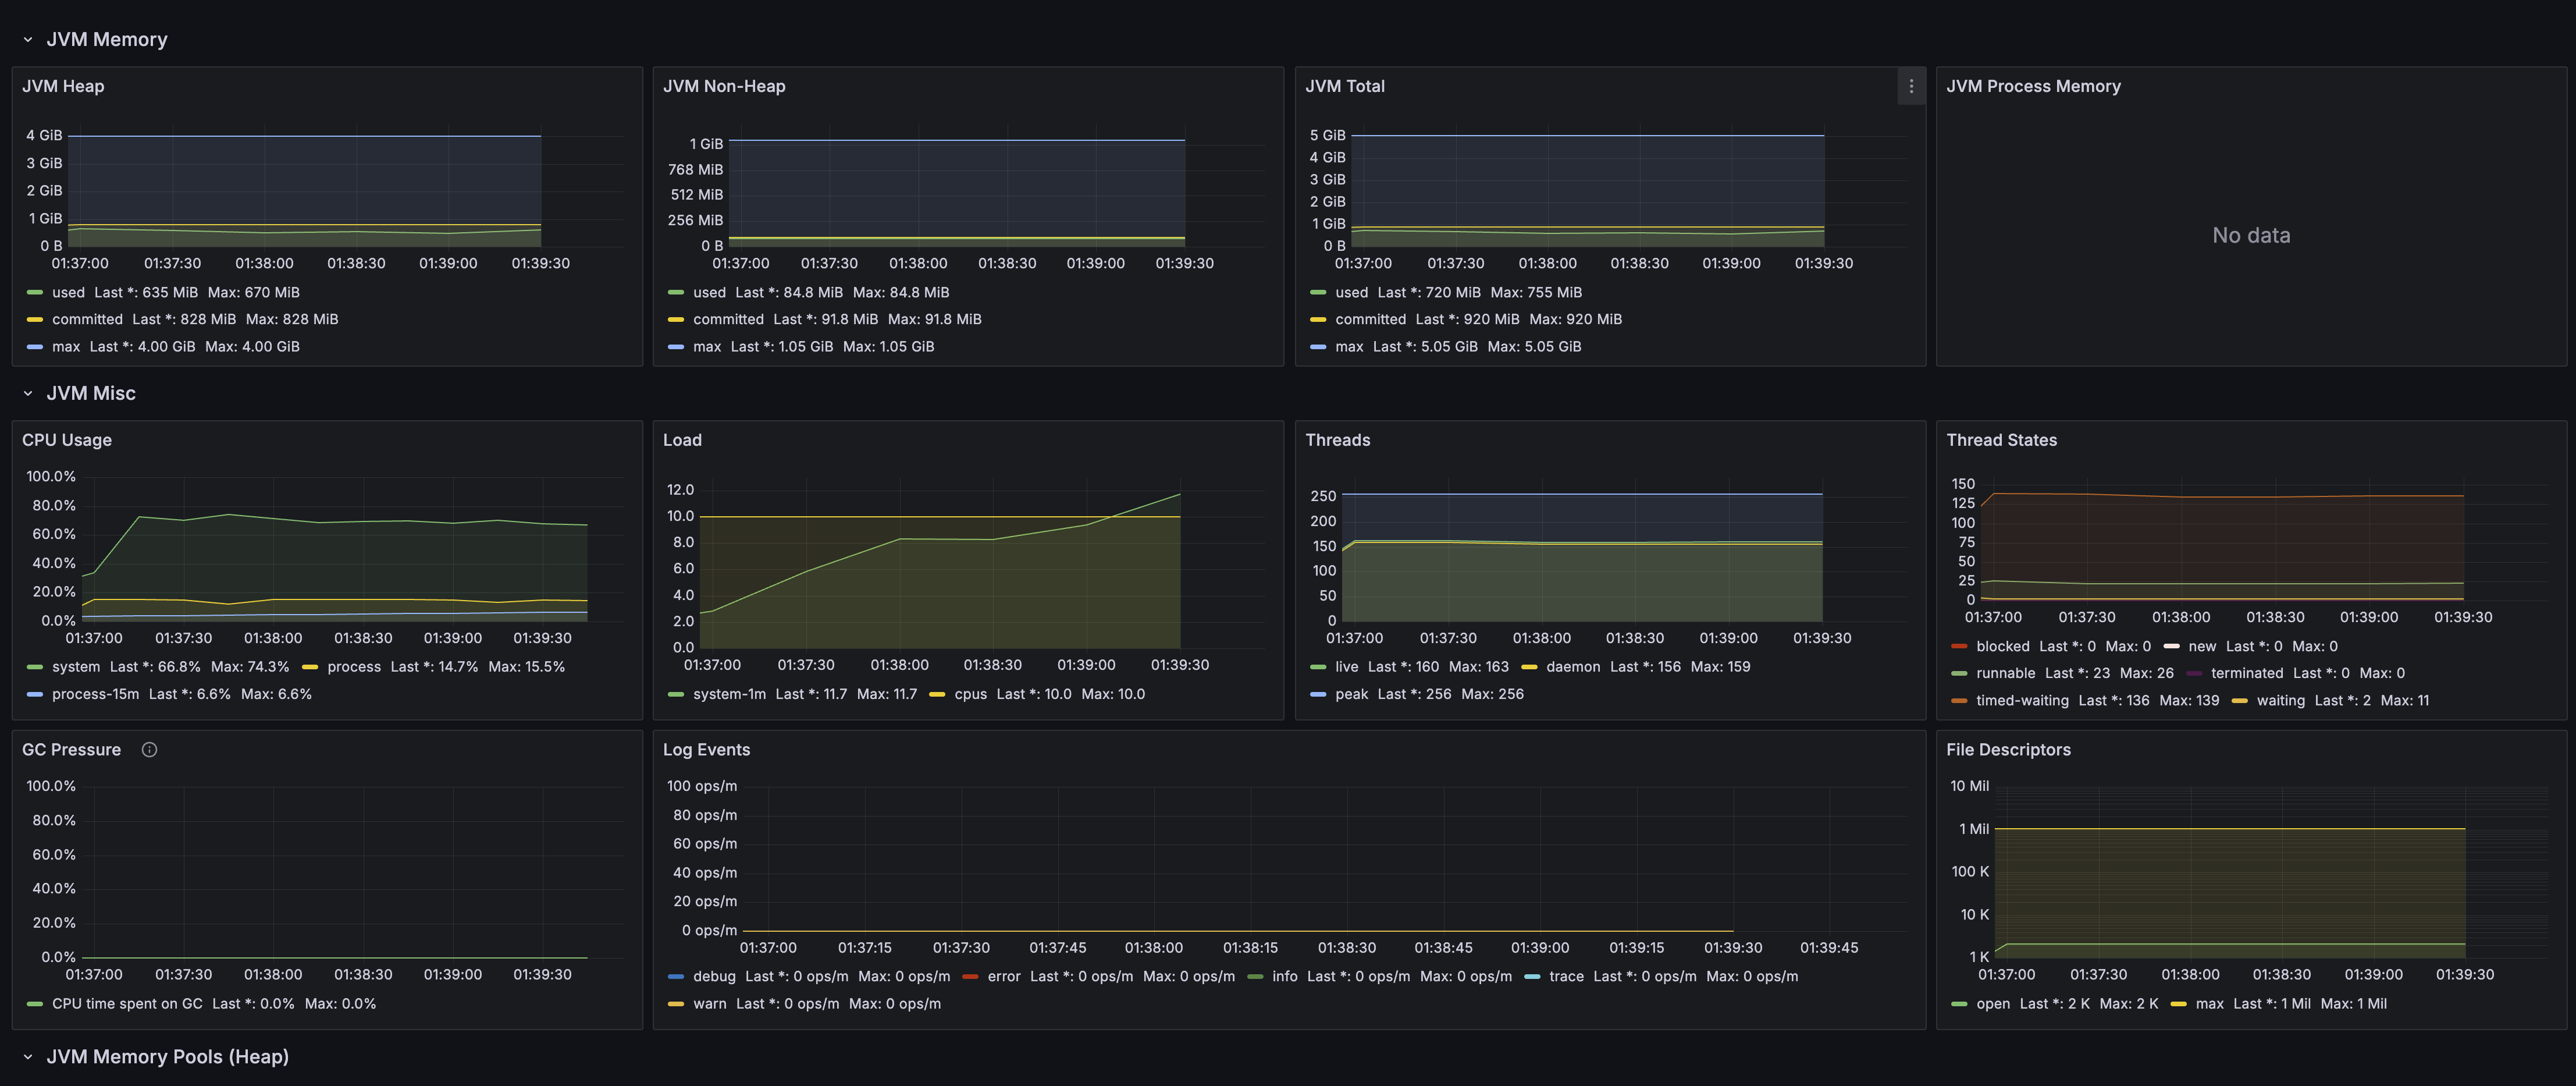 JVM Memory
JVM Heap
4 GiB
3 GiB
2 GiB
1 GiB
0 B
01:37:00 01:37:30 01:38:00 01:38:30 01:39:00 01:39:30
used Last *: 635 MiB Max: 670 MiB
committed Last *: 828 MiB Max: 828 MiB
max Last *: 4.00 GiB Max: 4.00 GiB
JVM Non-Heap
1 GiB
768 MiB
512 MiB
256 MiB
0 B
01:37:00 01:37:30 01:38:00 01:38:30 01:39:00 01:39:30
used Last *: 84.8 MiB Max: 84.8 MiB
committed Last *: 91.8 MiB Max: 91.8 MiB
max Last *: 1.05 GiB Max: 1.05 GiB
JVM Total
5 GiB
4 GiB
3 GiB
2 GiB
1 GiB
0 B
01:37:00 01:37:30 01:38:00 01:38:30 01:39:00 01:39:30
used Last *: 720 MiB Max: 755 MiB
committed Last *: 920 MiB Max: 920 MiB
max Last *: 5.05 GiB Max: 5.05 GiB
JVM Process Memory
No data
JVM Misc
CPU Usage
100.0%
80.0%
60.0%
40.0%
20.0%
0.0%
01:37:00 01:37:30 01:38:00 01:38:30 01:39:00 01:39:30
system Last *: 66.8% Max: 74.3% process Last *: 14.7% Max: 15.5%
process-15m Last *: 6.6% Max: 6.6%
Load
12.0
10.0
8.0
6.0
4.0
2.0
0.0
01:37:00 01:37:30 01:38:00 01:38:30 01:39:00 01:39:30
system-1m Last *: 11.7 Max: 11.7 cpus Last *: 10.0 Max: 10.0
Threads
250
200
150
100
50
0
01:37:00 01:37:30 01:38:00 01:38:30 01:39:00 01:39:30
live Last *: 160 Max: 163 daemon Last *: 156 Max: 159
peak Last *: 256 Max: 256
Thread States
150
125
100
75
50
25
0
01:37:00 01:37:30 01:38:00 01:38:30 01:39:00 01:39:30
blocked Last *: 0 Max: 0 new Last *: 0 Max: 0
runnable Last *: 23 Max: 26 terminated Last *: 0 Max: 0
timed-waiting Last *: 136 Max: 139 waiting Last *: 2 Max: 11
GC Pressure
100.0%
80.0%
60.0%
40.0%
20.0%
0.0%
01:37:00 01:37:30 01:38:00 01:38:30 01:39:00 01:39:30
CPU time spent on GC Last *: 0.0% Max: 0.0%
Log Events
100 ops/m
80 ops/m
60 ops/m
40 ops/m
20 ops/m
0 ops/m
01:37:00 01:37:15 01:37:30 01:37:45 01:38:00 01:38:15 01:38:30 01:38:45 01:39:00 01:39:15 01:39:30 01:39:45
debug Last *: 0 ops/m Max: 0 ops/m error Last *: 0 ops/m Max: 0 ops/m info Last *: 0 ops/m Max: 0 ops/m trace Last *: 0 ops/m Max: 0 ops/m
warn Last *: 0 ops/m Max: 0 ops/m
File Descriptors
10 Mil
1 Mil
100 K
10 K
1 K
01:37:00 01:37:30 01:38:00 01:38:30 01:39:00 01:39:30
open Last *: 2 K Max: 2 K max Last *: 1 Mil Max: 1 Mil
JVM Memory Pools (Heap)